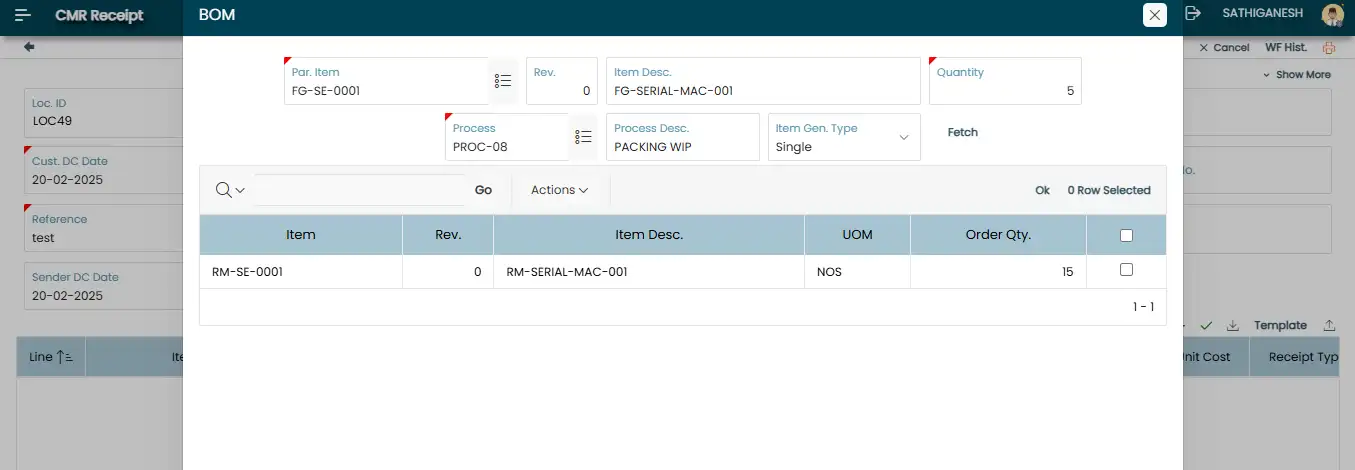 CMR Receipt
BOM
SATHIGANESH
Cancel WF Hist.
Show More
Par. Item
FG-SE-0001
Rev.
0
Item Desc.
FG-SERIAL-MAC-001
Quantity
5
Loc. ID
LOC49
Process
PROC-08
Process Desc.
PACKING WIP
Item Gen. Type
Single
Fetch
Cust. DC Date
20-02-2025
Go Actions Ok 0 Row Selected
Reference
test
Item Rev. Item Desc. UOM Order Qty.
RM-SE-0001 0 RM-SERIAL-MAC-001 NOS 15
1 - 1
Sender DC Date
20-02-2025
Template
Line Unit Cost Receipt Typ